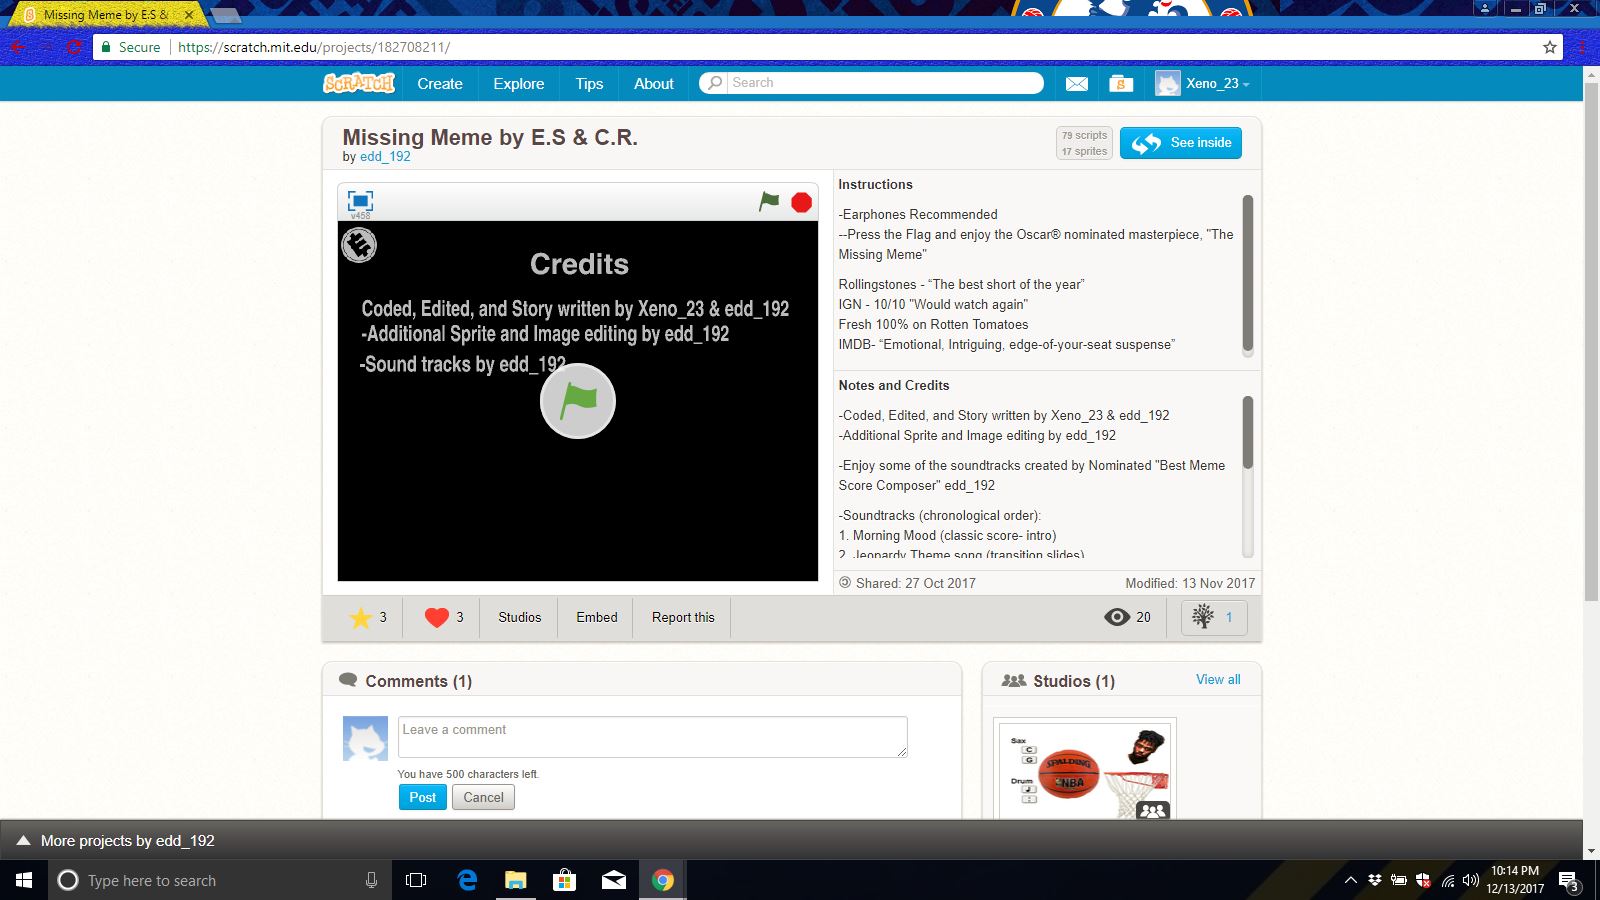 Missing Meme by E.S &
Secure https://scratch.mit.edu/projects/182708211/
SCRATCH Create Explore Tips About Search S Xeno_23
Missing Meme by E.S & C.R.
by edd_192
79 scripts
17 sprites
See inside
v458
Credits
Coded, Edited, and Story written by Xeno_23 & edd_192
-Additional Sprite and Image editing by edd_192
-Sound tracks by edd_192
Instructions
-Earphones Recommended
--Press the Flag and enjoy the Oscar® nominated masterpiece, "The
Missing Meme"
Rollingstones - “The best short of the year”
IGN - 10/10 "Would watch again"
Fresh 100% on Rotten Tomatoes
IMDB- “Emotional, Intriguing, edge-of-your-seat suspense”
Notes and Credits
-Coded, Edited, and Story written by Xeno_23 & edd_192
-Additional Sprite and Image editing by edd_192
-Enjoy some of the soundtracks created by Nominated "Best Meme
Score Composer" edd_192
-Soundtracks (chronological order):
1. Morning Mood (classic score- intro)
2. Jeopardy Theme song (transition slides)
Shared: 27 Oct 2017 Modified: 13 Nov 2017
3 3 Studios Embed Report this 20 1
Comments (1)
Leave a comment
You have 500 characters left.
Post Cancel
Studios (1) View all
Sax
C
G
Drum
SPALDING
NBA
More projects by edd_192
Type here to search
10:14 PM
12/13/2017
3